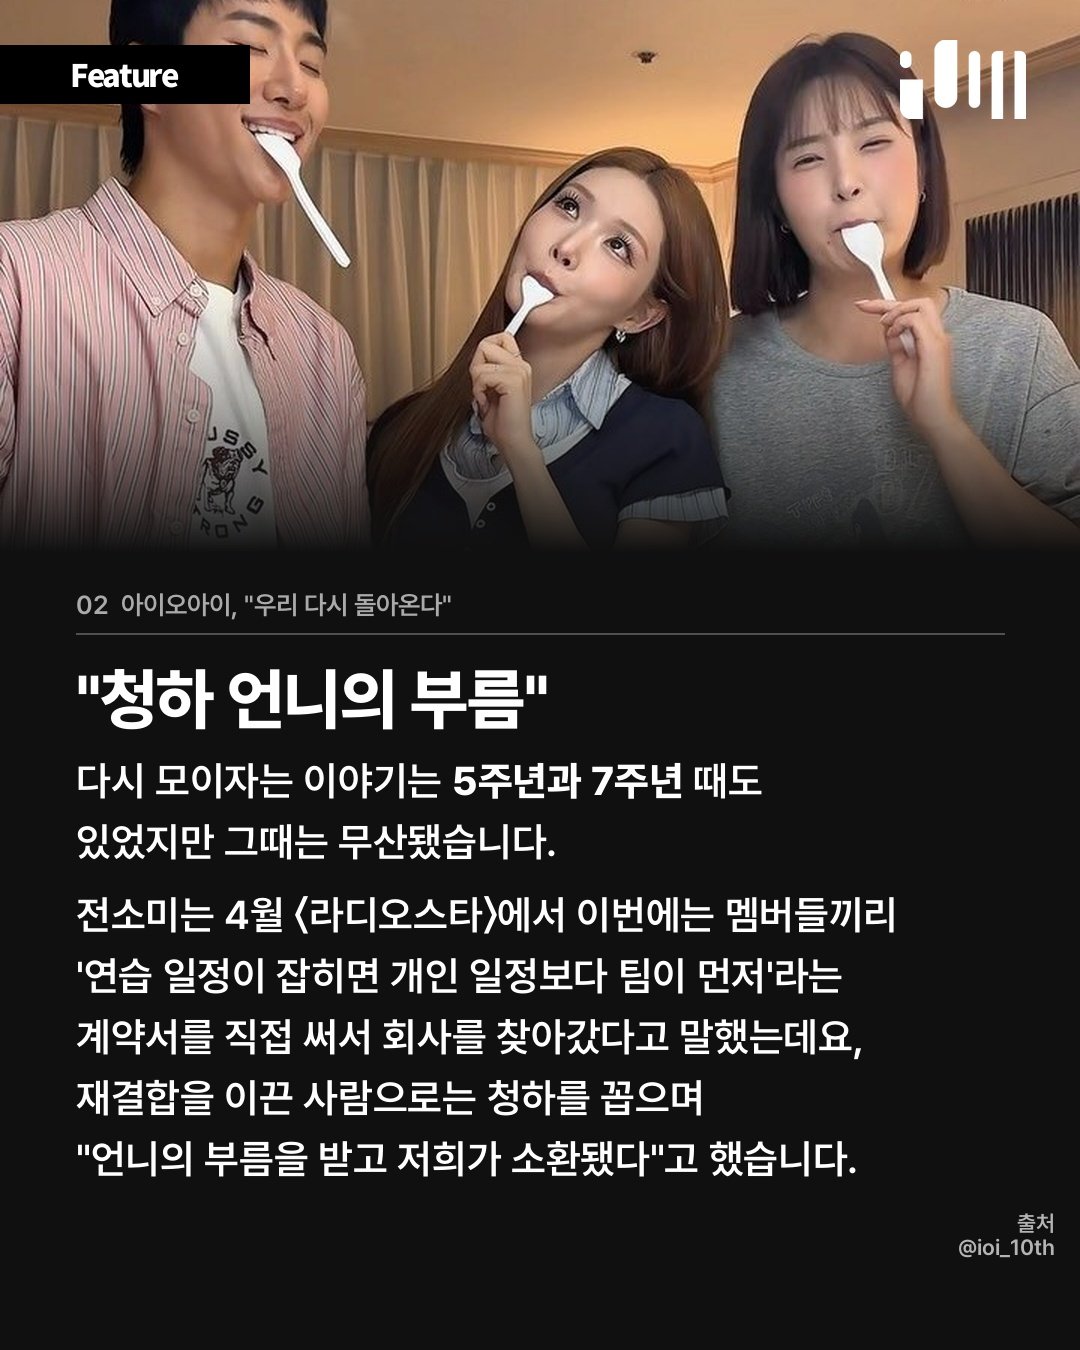 Feature
USSY
STRONG
02 아이오아이, "우리 다시 돌아온다"
"청하 언니의 부름"
다시 모이자는 이야기는 5주년과 7주년 때도
있었지만 그때는 무산됐습니다.
전소미는 4월 〈라디오스타〉에서 이번에는 멤버들끼리
'연습 일정이 잡히면 개인 일정보다 팀이 먼저'라는
계약서를 직접 써서 회사를 찾아갔다고 말했는데요,
재결합을 이끈 사람으로는 청하를 꼽으며
"언니의 부름을 받고 저희가 소환됐다"고 했습니다.
출처
@ioi_10th